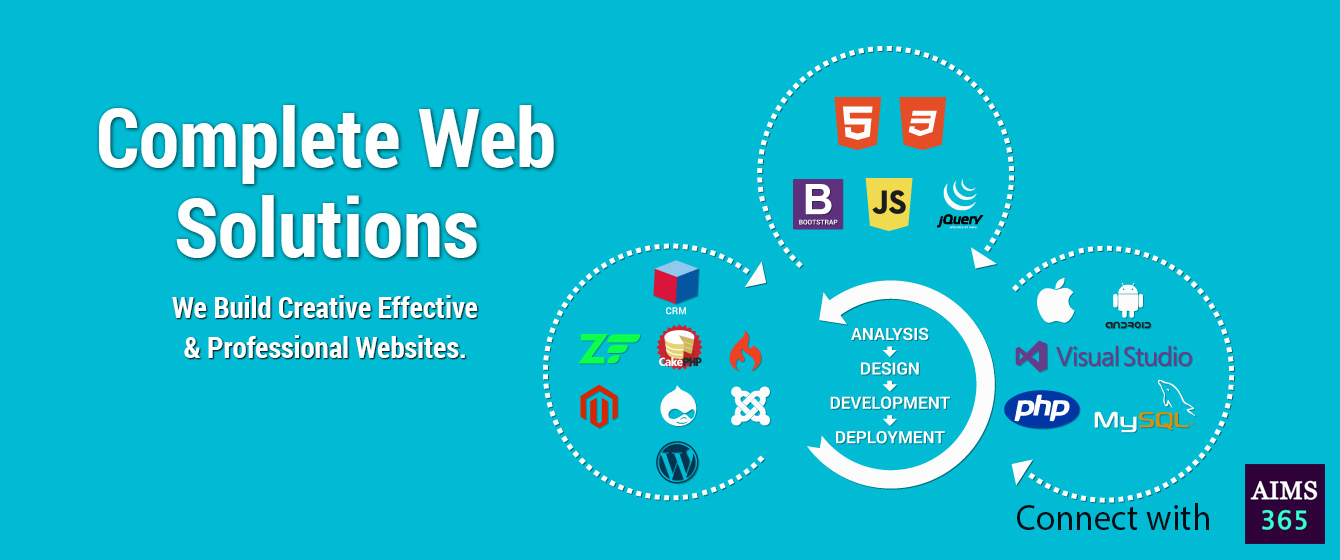 Complete Web
Solutions
We Build Creative Effective
& Professional Websites.
5
3
B
BOOTSTRAP
JS
jQuery
CRM
ZF
CakePHP
ANALYSIS
DESIGN
DEVELOPMENT
DEPLOYMENT
ANDROID
Visual Studio
php
MySQL
Connect with
AIMS
365